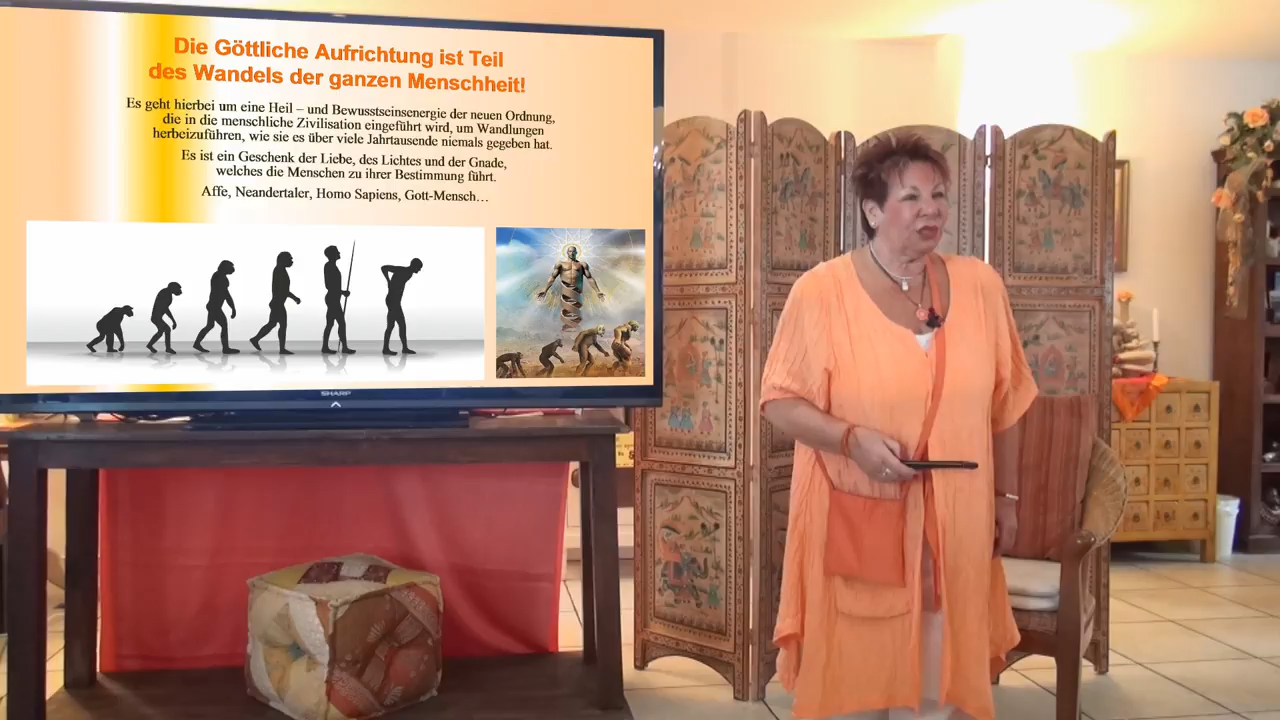 Die Göttliche Aufrichtung ist Teil
des Wandels der ganzen Menschheit!
Es geht hierbei um eine Heil – und Bewusstseinsenergie der neuen Ordnung,
die in die menschliche Zivilisation eingeführt wird, um Wandlungen
herbeizuführen, wie sie es über viele Jahrtausende niemals gegeben hat.
Es ist ein Geschenk der Liebe, des Lichtes und der Gnade,
welches die Menschen zu ihrer Bestimmung führt.
Affe, Neandertaler, Homo Sapiens, Gott-Mensch…
SHARP